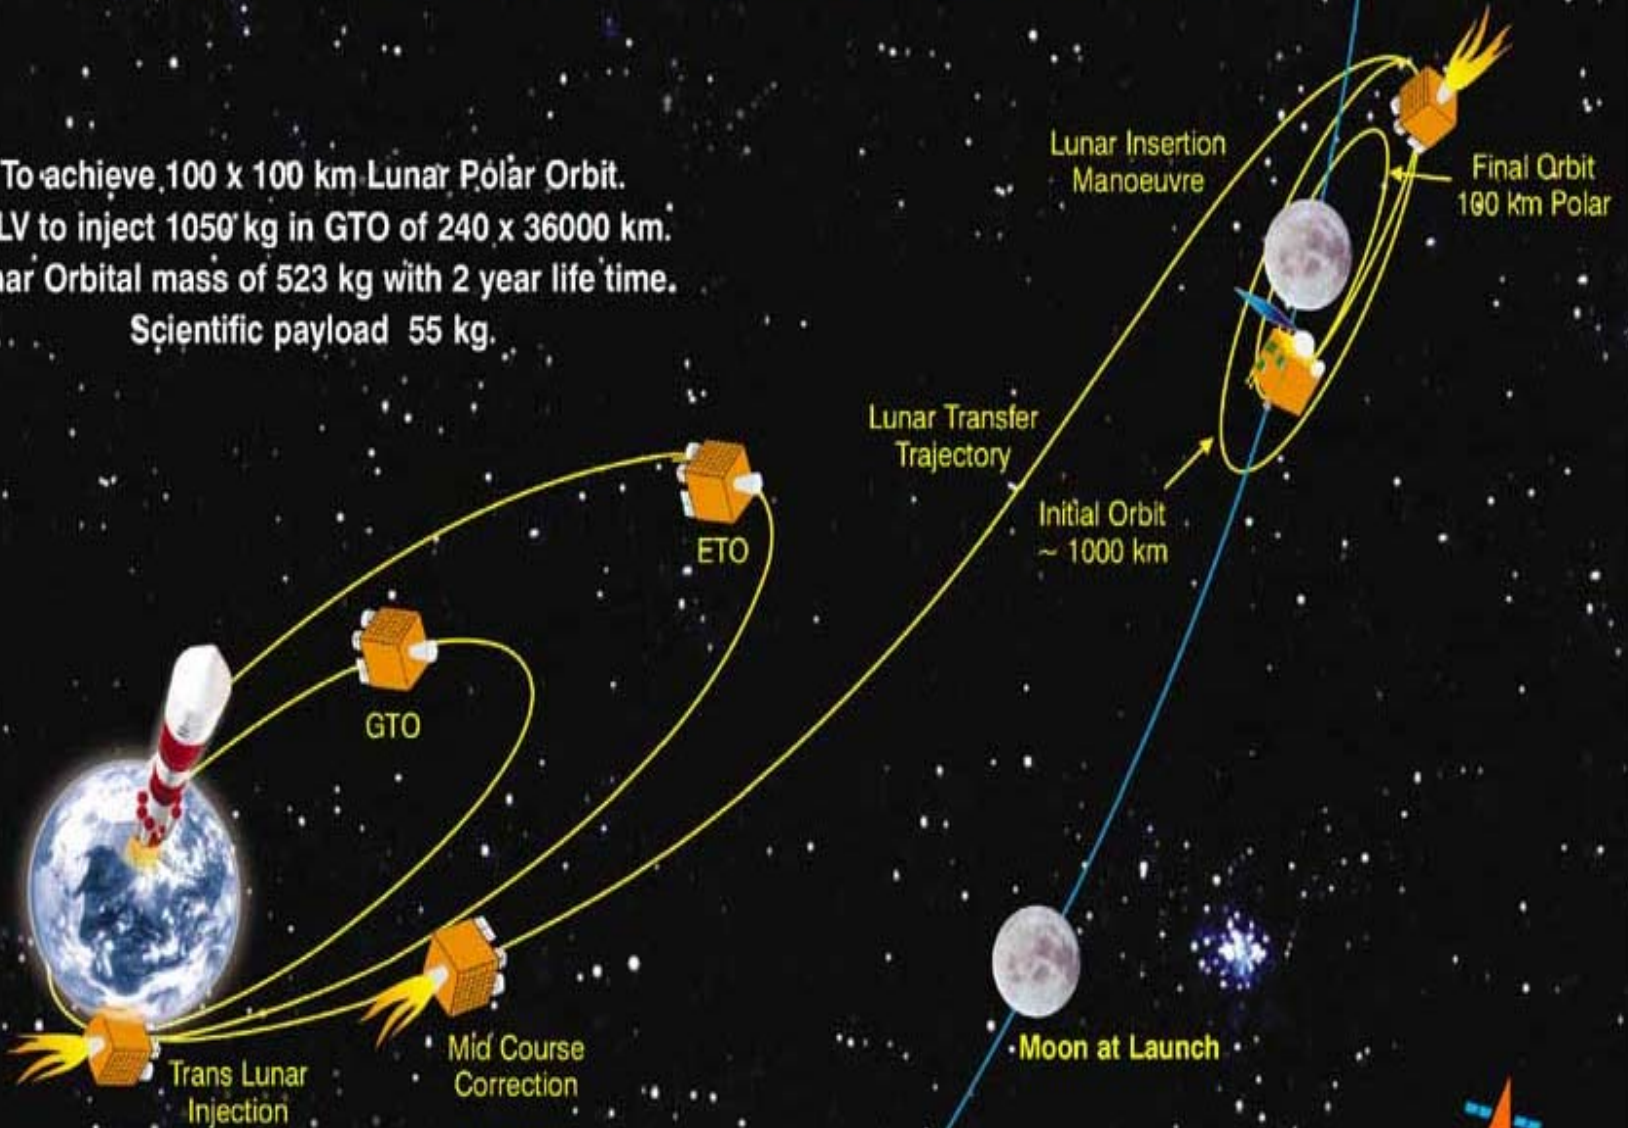 To achieve 100 x 100 km Lunar Polar Orbit.
LV to inject 1050 kg in GTO of 240 x 36000 km.
ar Orbital mass of 523 kg with 2 year life time.
Scientific payload 55 kg.
Lunar Insertion
Manoeuvre
Final Orbit
100 km Polar
Lunar Transfer
Trajectory
Initial Orbit
~ 1000 km
ETO
GTO
Mid Course
Correction
Trans Lunar
Injection
Moon at Launch